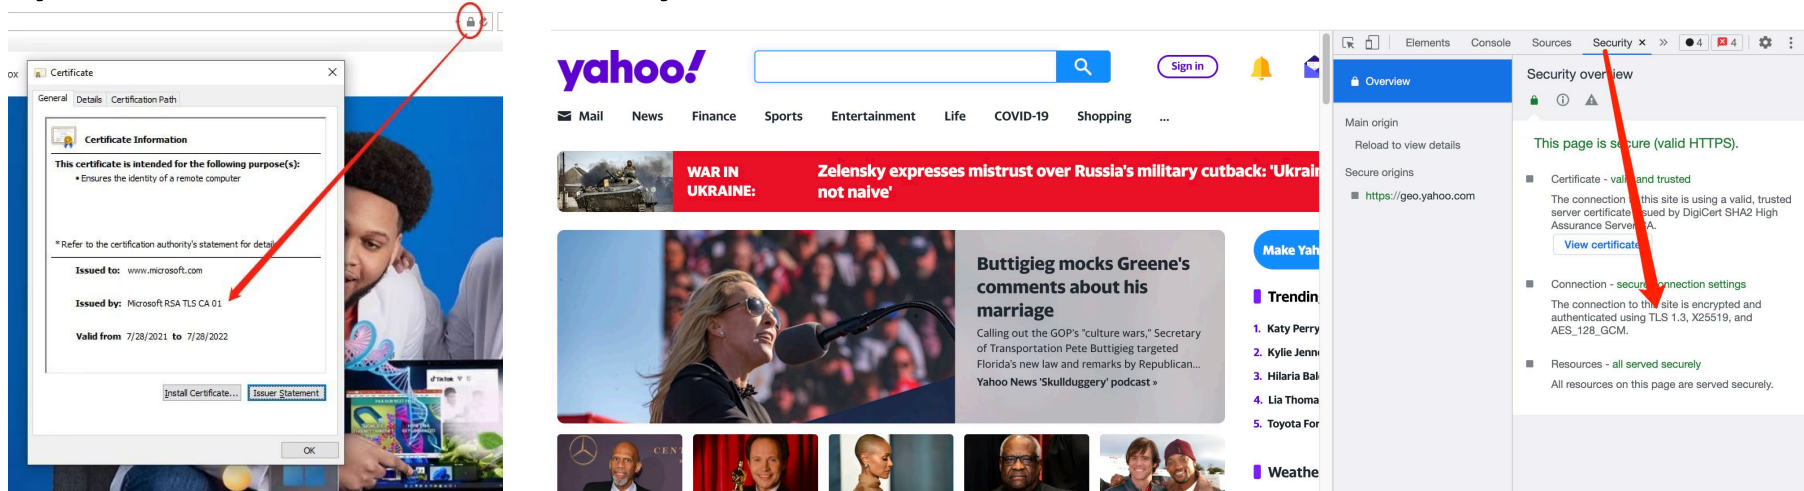 ox
Certificate
General Details Certification Path
Certificate Information
This certificate is intended for the following purpose(s):
• Ensures the identity of a remote computer
* Refer to the certification authority's statement for
Issued to: www.microsoft.com
Issued by: Microsoft RSA TLS CA 01
Valid from 7/28/2021 to 7/28/2022
Install Certificate... Issuer Statement
OK
TikTok
yahoo!
Sign in
Mail News Finance Sports Entertainment Life COVID-19 Shopping ...
WAR IN
UKRAINE:
Zelensky expresses mistrust over Russia's military cutback: 'Ukrai
not naive'
Buttigieg mocks Greene's
comments about his
marriage
Calling out the GOP's "culture wars," Secretary
of Transportation Pete Buttigieg targeted
Florida's new law and remarks by Republican...
Yahoo News 'Skullduggery' podcast »
Make Yah
Trendin
1. Katy Perry
2. Kylie Jenn
3. Hilaria Bal
4. Lia Thoma
5. Toyota For
Weathe
Elements Console Sources Security × » 4 4
Overview
Main origin
Reload to view details
Secure origins
https://geo.yahoo.com
Security overview
This page is secure (valid HTTPS).
Certificate - valid and trusted
The connection to this site is using a valid, trusted
server certificate issued by DigiCert SHA2 High
Assurance Server CA.
View certificate
Connection - secure connection settings
The connection to this site is encrypted and
authenticated using TLS 1.3, X25519, and
AES_128_GCM.
Resources - all served securely
All resources on this page are served securely.